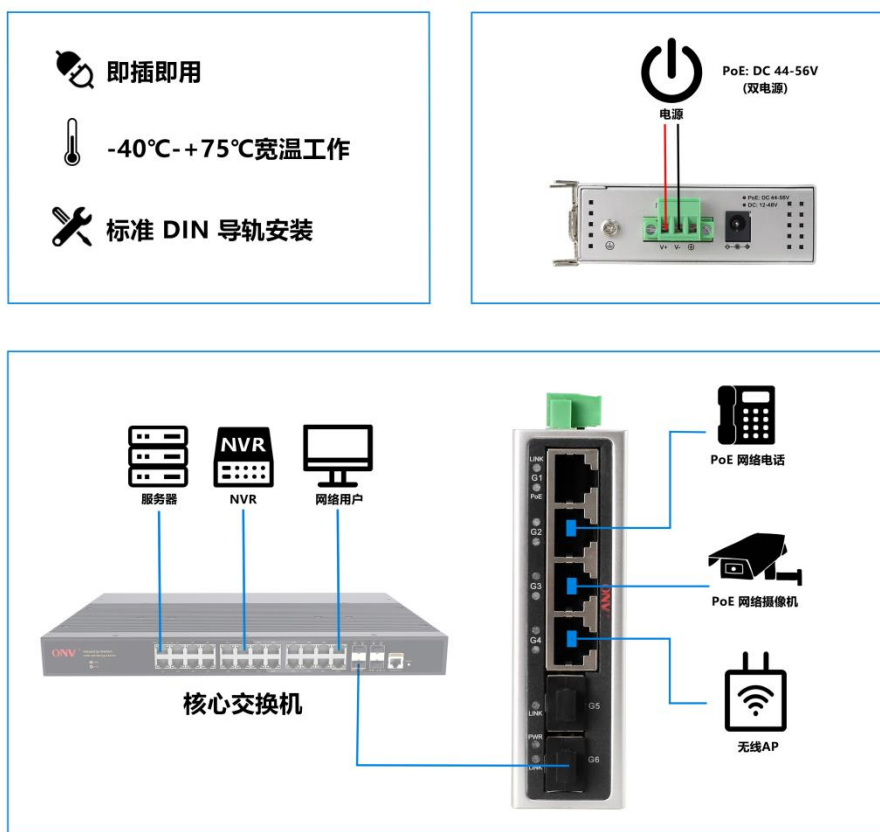 即插即用
-40℃-+75℃宽温工作
标准 DIN 导轨安装
PoE: DC 44-56V
(双电源)
电源
PoE: DC 44-56V
DC: 12-48V
V+ V-
NVR
服务器
NVR
网络用户
ONV
核心交换机
LINK
G1
PoE
G2
G3
G4
LINK
G5
PWR
LINK
G6
ONV
PoE 网络电话
PoE 网络摄像机
无线AP